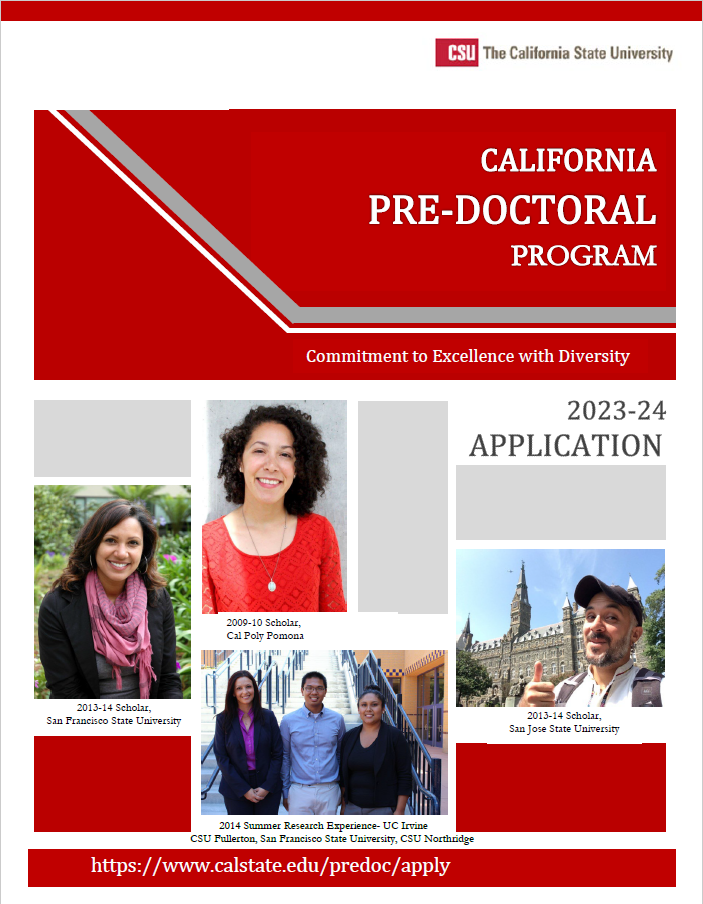 CSU The California State University
CALIFORNIA
PRE-DOCTORAL
PROGRAM
Commitment to Excellence with Diversity
2023-24
APPLICATION
2009-10 Scholar,
Cal Poly Pomona
2013-14 Scholar,
San Francisco State University
2013-14 Scholar,
San Jose State University
2014 Summer Research Experience- UC Irvine
CSU Fullerton, San Francisco State University, CSU Northridge
https://www.calstate.edu/predoc/apply